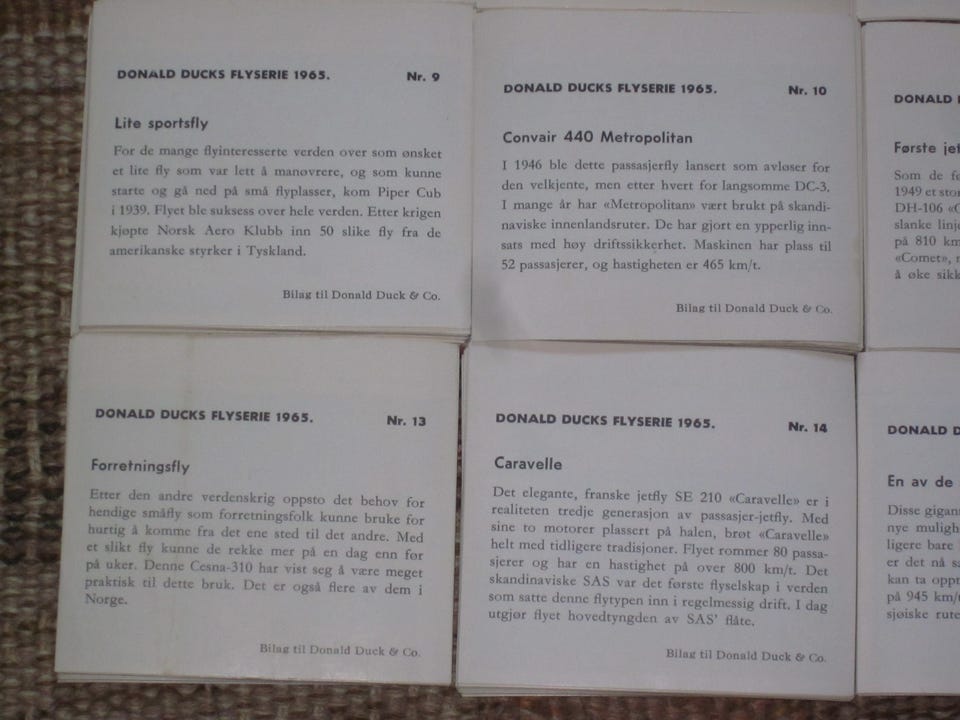 DONALD DUCKS FLYSERIE 1965. Nr. 9
Lite sportsfly
For de mange flyinteresserte verden over som ønsket
et lite fly som var lett å manøvrere, og som kunne
starte og gå ned på små flyplasser, kom Piper Cub
i 1939. Flyet ble suksess over hele verden. Etter krigen
kjøpte Norsk Aero Klubb inn 50 slike fly fra de
amerikanske styrker i Tyskland.
Bilag til Donald Duck & Co.
DONALD DUCKS FLYSERIE 1965. Nr. 10
Convair 440 Metropolitan
I 1946 ble dette passasjerfly lansert som avløser for
den velkjente, men etter hvert for langsomme DC-3.
I mange år har «Metropolitan» vært brukt på skandi-
naviske innenlandsruter. De har gjort en ypperlig inn-
sats med høy driftssikkerhet. Maskinen har plass til
52 passasjerer, og hastigheten er 465 km/t.
Bilag til Donald Duck & Co.
DONALD
Første jet
Som de
1949 et
DH-106
slanke
på 810 km
«Comet»,
å øke
DONALD DUCKS FLYSERIE 1965. Nr. 13
Forretningsfly
Etter den andre verdenskrig oppsto det behov for
hendige småfly som forretningsfolk kunne bruke for
hurtig å komme fra det ene sted til det andre. Med
et slikt fly kunne de rekke mer på en dag enn før
på uker. Denne Cesna-310 har vist seg å være meget
praktisk til dette bruk. Det er også flere av dem i
Norge.
Bilag til Donald Duck & Co.
DONALD DUCKS FLYSERIE 1965. Nr. 14
Caravelle
Det elegante, franske jetfly SE 210 «Caravelle» er i
realiteten tredje generasjon av passasjer-jetfly. Med
sine to motorer plassert på halen, brøt «Caravelle»
helt med tidligere tradisjoner. Flyet rommer 80 passa-
sjerer og har en hastighet på over 800 km/t. Det
skandinaviske SAS var det første flyselskap i verden
som satte denne flytypen inn i regelmessig drift. I dag
utgjør flyet hovedtyngden av SAS' flåte.
Bilag til Donald Duck & Co.
DONALD
En av de
Disse
nye
ligere bare
er det nå
kan ta
på 945 km/t
sjøiske